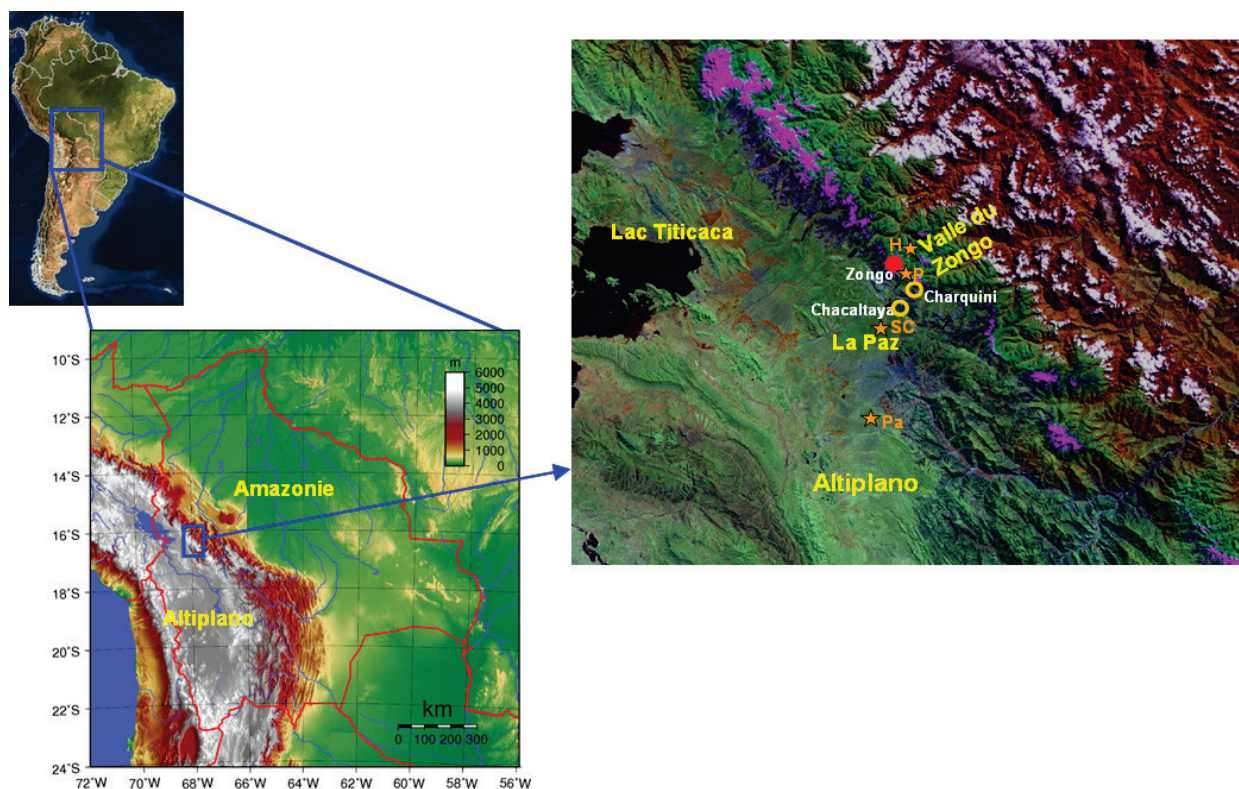 Lac Titicaca
H
Valle du
Zongo
Zongo
P
Charquini
Chacaltaya
SC
La Paz
Pa
Altiplano
m
6000
5000
4000
3000
2000
1000
0
10°S
12°S
14°S
16°S
18°S
20°S
22°S
24°S
Amazonie
Altiplano
km
0 100 200 300
72°W 70°W 68°W 66°W 64°W 62°W 60°W 58°W 56°W